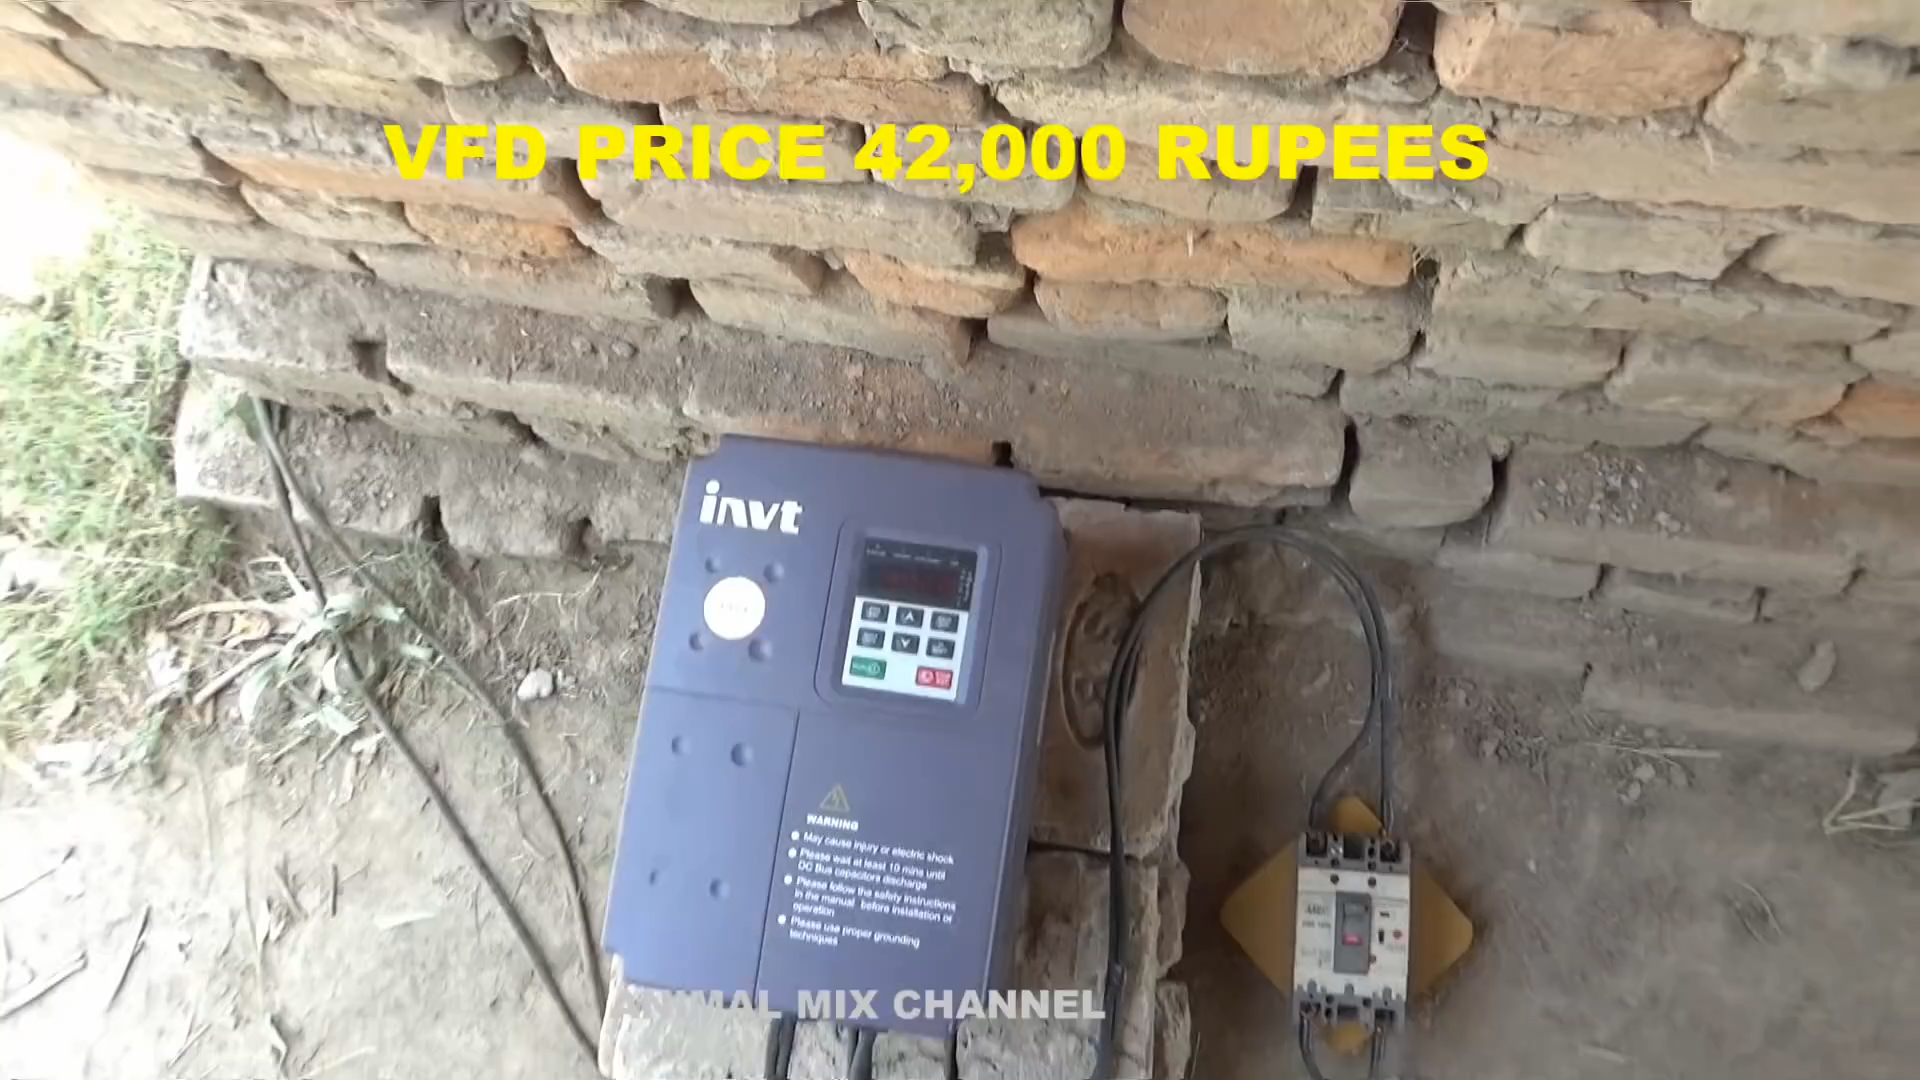 VFD PRICE 42,000 RUPEES
invt
WARNING
May cause injury or electric shock
Please wait at least 10 mins until
DC Bus capacitors discharge
Please follow the safety instructions
in the manual before installation or
operation
Please use proper grounding
techniques
ANIMAL MIX CHANNEL